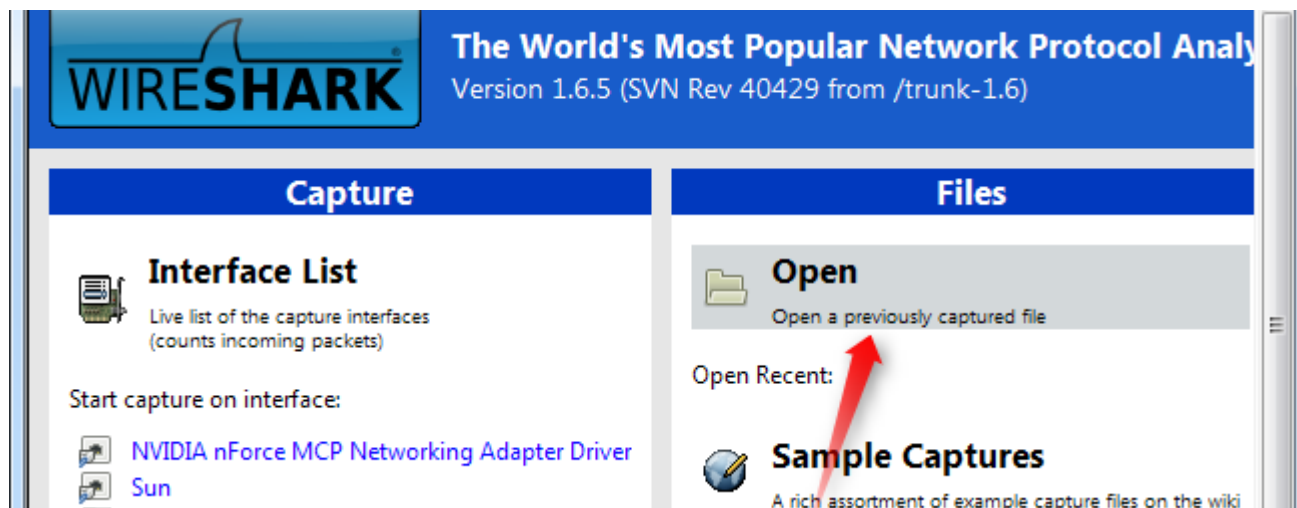 WIRESHARK
The World's Most Popular Network Protocol
Version 1.6.5 (SVN Rev 40429 from /trunk-1.6)
Capture
Files
Interface List
Live list of the capture interfaces
(counts incoming packets)
Start capture on interface:
NVIDIA nForce MCP Networking Adapter Driver
Sun
Open
Open a previously captured file
Open Recent:
Sample Captures
A rich assortment of example capture files on the wiki